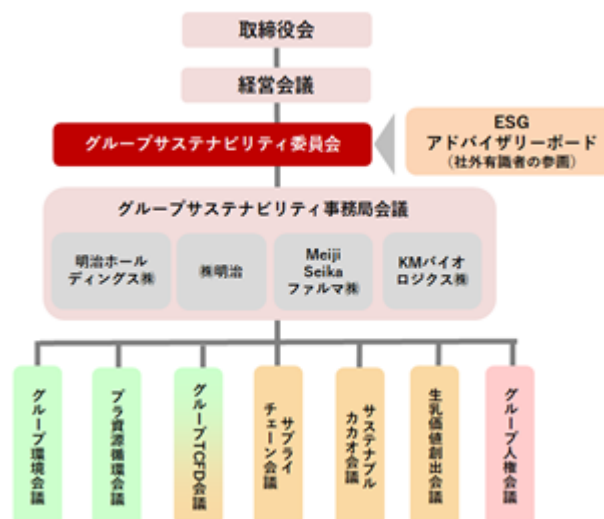 取締役会
経営会議
グループサステナビリティ委員会
ESG
アドバイザリーボード
（社外有識者の参画）
グループサステナビリティ事務局会議
明治ホール
ディングス㈱
㈱明治
Meiji
Seika
ファルマ㈱
KMバイオ
ロジクス㈱
グループ環境会議
プラ資源循環会議
グループTCFD会議
サプライ
チェーン会議
サステナブル
カカオ会議
生乳価値創出会議
グループ人権会議